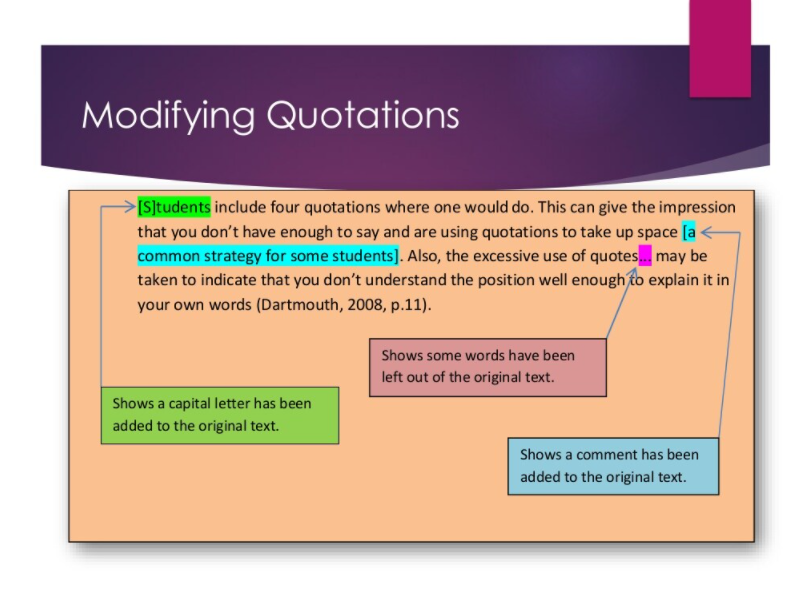 Modifying Quotations
[S]tudents include four quotations where one would do. This can give the impression
that you don’t have enough to say and are using quotations to take up space [a
common strategy for some students]. Also, the excessive use of quotes... may be
taken to indicate that you don’t understand the position well enough to explain it in
your own words (Dartmouth, 2008, p.11).
Shows some words have been
left out of the original text.
Shows a capital letter has been
added to the original text.
Shows a comment has been
added to the original text.